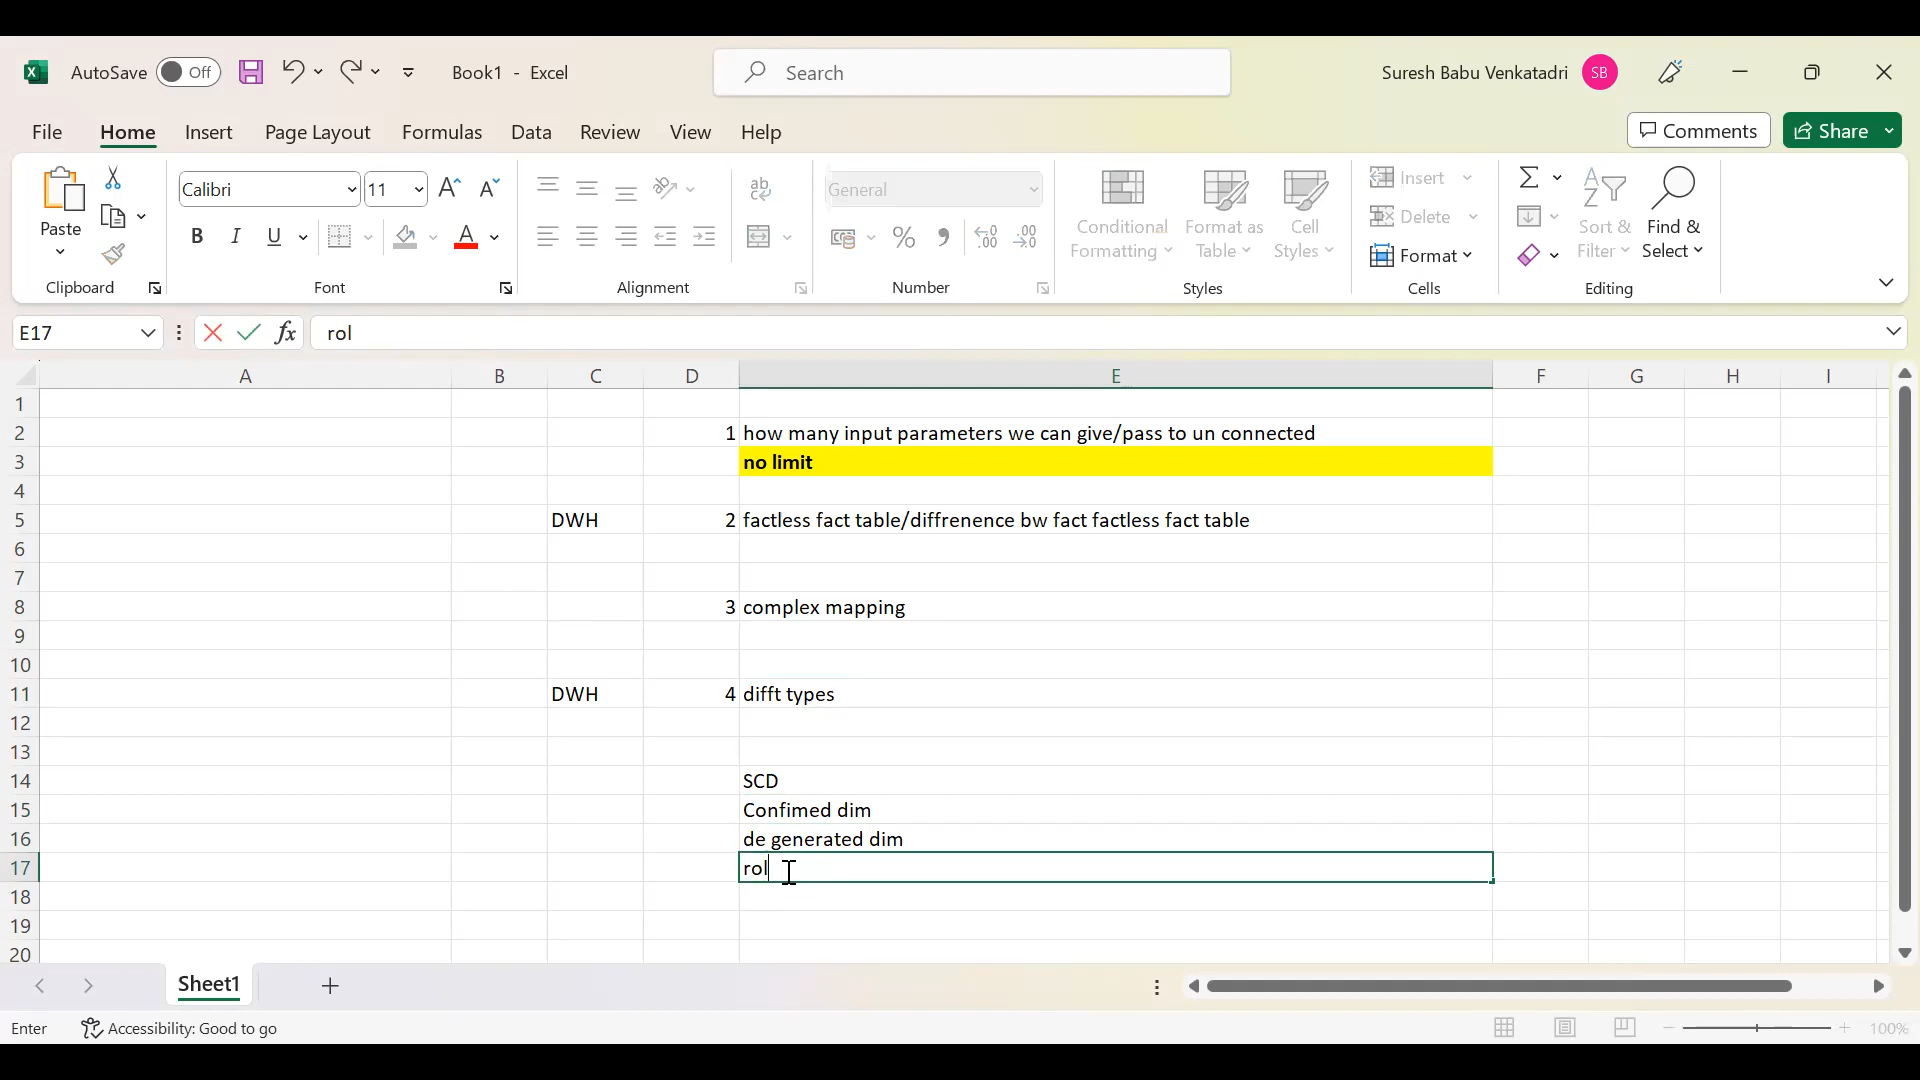 AutoSave Off Book1 - Excel Search Suresh Babu Venkatadri SB
File Home Insert Page Layout Formulas Data Review View Help Comments Share
Paste Calibri 11 General Conditional Formatting Format as Table Cell Styles Insert Delete Format Sort & Filter Find & Select
Clipboard Font Alignment Number Styles Cells Editing
E17 fx rol
A B C D E F G H I
1
2 1 how many input parameters we can give/pass to un connected
3 no limit
4
5 DWH 2 factless fact table/diffrenence bw fact factless fact table
6
7
8 3 complex mapping
9
10
11 DWH 4 difft types
12
13
14 SCD
15 Confimed dim
16 de generated dim
17 rol
18
19
20
Sheet1
Enter Accessibility: Good to go 100%